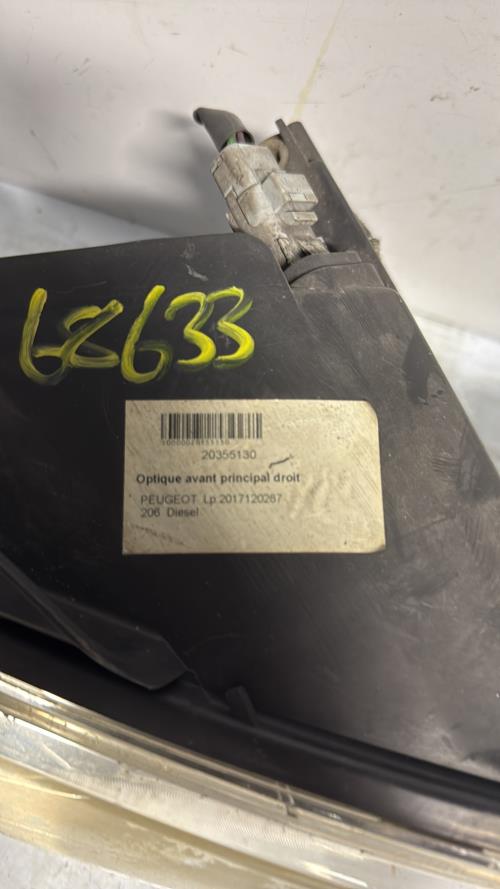 68633
20355130
Optique avant principal droit
PEUGEOT Lp:2017120267
206 Diesel